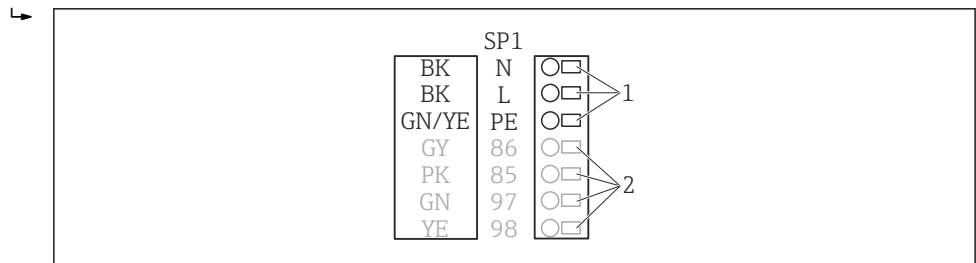 SP1
BK N
BK L 1
GN/YE PE
GY 86
PK 85 2
GN 97
YE 98